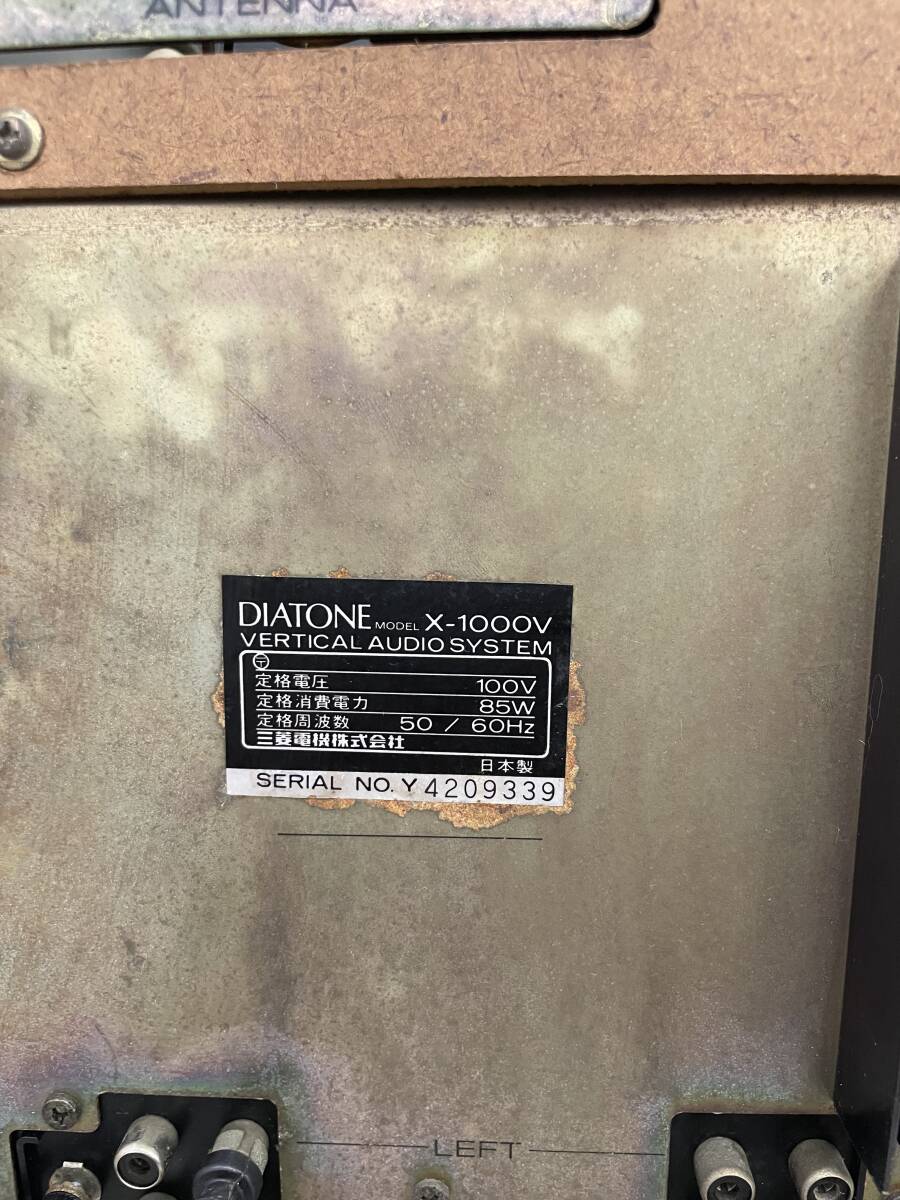 ANTENNA
DIATONE MODEL X-1000V
VERTICAL AUDIO SYSTEM
〒
定格電圧 100V
定格消費電力 85W
定格周波数 50 / 60Hz
三菱電機株式会社
日本製
SERIAL NO. Y4209339
LEFT